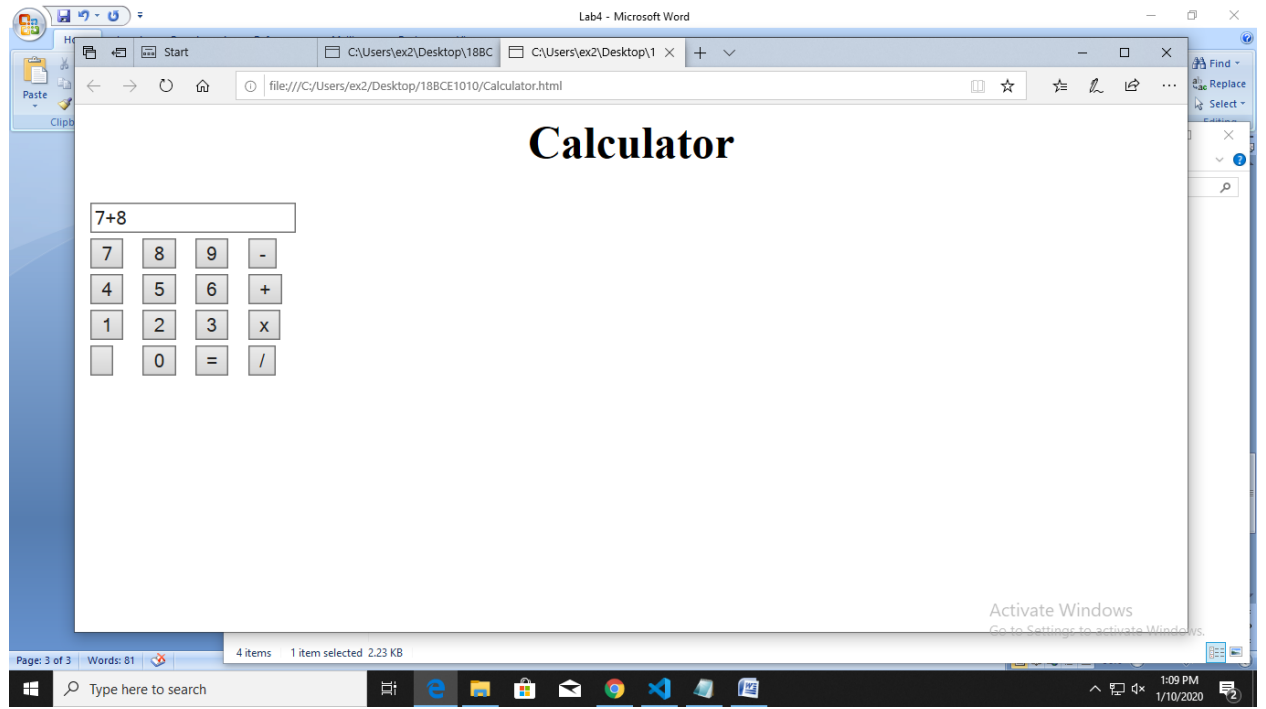 Lab4 - Microsoft Word
Start
C:\Users\ex2\Desktop\18BC
C:\Users\ex2\Desktop\1
Find
Replace
Select
Paste
file:///C:/Users/ex2/Desktop/18BCE1010/Calculator.html
Calculator
7+8
7 8 9 -
4 5 6 +
1 2 3 x
0 = /
Activate Windows
Go to Settings to activate Windows.
4 items 1 item selected 2.23 KB
Page: 3 of 3 Words: 81
Type here to search
1:09 PM
1/10/2020
2